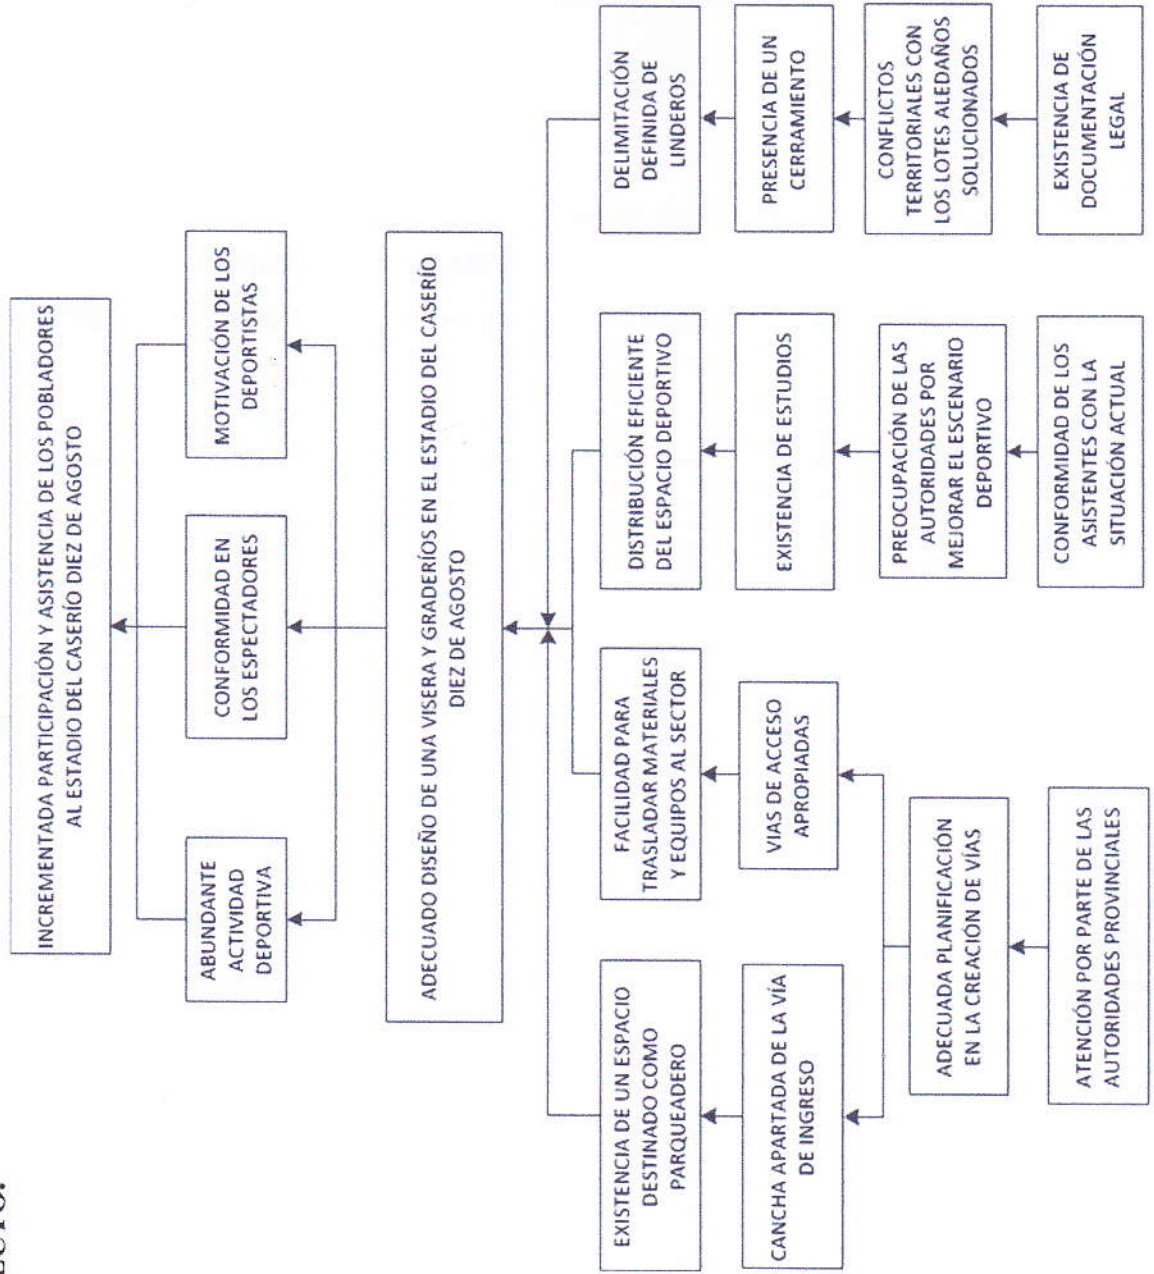 INCREMENTADA PARTICIPACIÓN Y ASISTENCIA DE LOS POBLADORES
AL ESTADIO DEL CASERÍO DIEZ DE AGOSTO
ABUNDANTE
ACTIVIDAD
DEPORTIVA
CONFORMIDAD EN
LOS ESPECTADORES
MOTIVACIÓN DE LOS
DEPORTISTAS
ADECUADO DISEÑO DE UNA VISERA Y GRADERÍOS EN EL ESTADIO DEL CASERÍO
DIEZ DE AGOSTO
EXISTENCIA DE UN ESPACIO
DESTINADO COMO
PARQUEADERO
FACILIDAD PARA
TRASLADAR MATERIALES
Y EQUIPOS AL SECTOR
DISTRIBUCIÓN EFICIENTE
DEL ESPACIO DEPORTIVO
DELIMITACIÓN
DEFINIDA DE
LINDEROS
CANCHA APARTADA DE LA VÍA
DE INGRESO
VIAS DE ACCESO
APROPIADAS
EXISTENCIA DE ESTUDIOS
PRESENCIA DE UN
CERRAMIENTO
ADECUADA PLANIFICACIÓN
EN LA CREACIÓN DE VÍAS
PREOCUPACIÓN DE LAS
AUTORIDADES POR
MEJORAR EL ESCENARIO
DEPORTIVO
CONFLICTOS
TERRITORIALES CON
LOS LOTES ALEDAÑOS
SOLUCIONADOS
ATENCIÓN POR PARTE DE LAS
AUTORIDADES PROVINCIALES
CONFORMIDAD DE LOS
ASISTENTES CON LA
SITUACIÓN ACTUAL
EXISTENCIA DE
DOCUMENTACIÓN
LEGAL